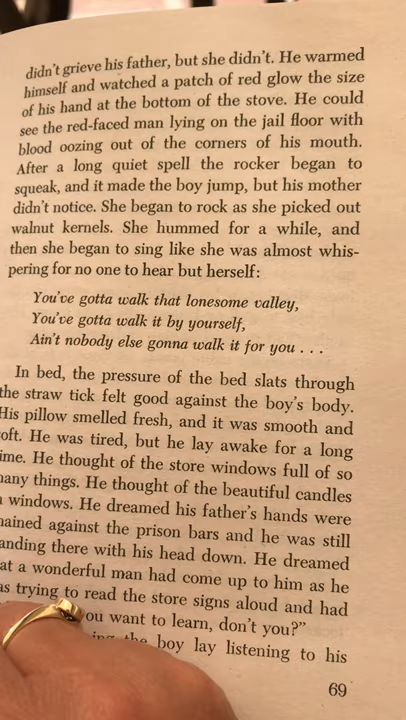 didn't grieve his father, but she didn't. He warmed
himself and watched a patch of red glow the size
of his hand at the bottom of the stove. He could
see the red-faced man lying on the jail floor with
blood oozing out of the corners of his mouth.
After a long quiet spell the rocker began to
squeak, and it made the boy jump, but his mother
didn't notice. She began to rock as she picked out
walnut kernels. She hummed for a while, and
then she began to sing like she was almost whis-
pering for no one to hear but herself:
You've gotta walk that lonesome valley,
You've gotta walk it by yourself,
Ain't nobody else gonna walk it for you . . .
In bed, the pressure of the bed slats through
the straw tick felt good against the boy's body.
His pillow smelled fresh, and it was smooth and
oft. He was tired, but he lay awake for a long
ime. He thought of the store windows full of so
any things. He thought of the beautiful candles
windows. He dreamed his father's hands were
ained against the prison bars and he was still
anding there with his head down. He dreamed
at a wonderful man had come up to him as he
as trying to read the store signs aloud and had
you want to learn, don't you?"
the boy lay listening to his
69